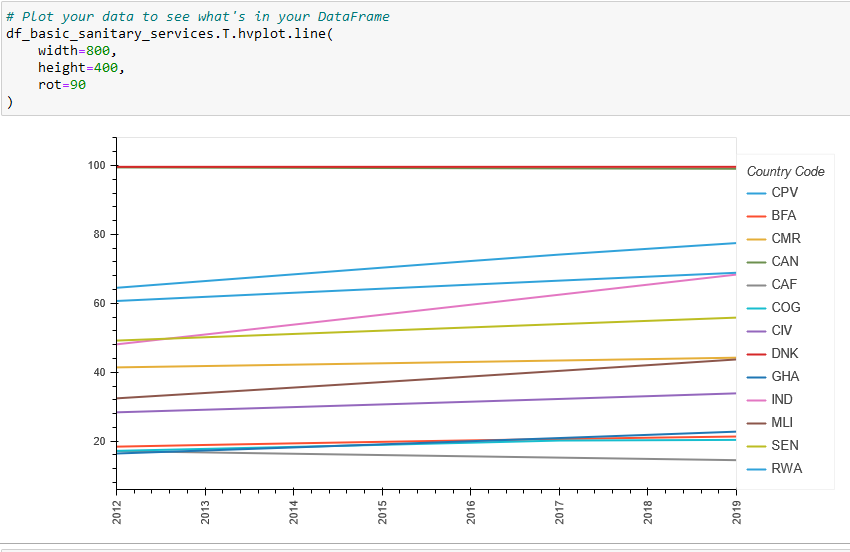 # Plot your data to see what's in your DataFrame
df_basic_sanitary_services.T.hvplot.line(
    width=800,
    height=400,
    rot=90
)
100
80
60
40
20
2012
2013
2014
2015
2016
2017
2018
2019
Country Code
CPV
BFA
CMR
CAN
CAF
COG
CIV
DNK
GHA
IND
MLI
SEN
RWA